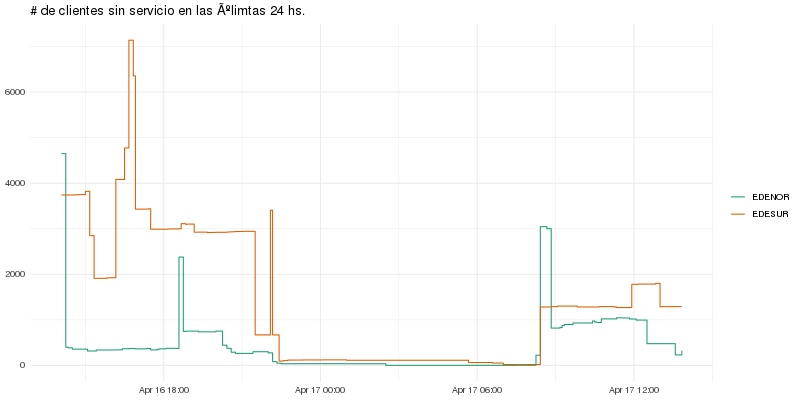 # de clientes sin servicio en las Ãºlimtas 24 hs.
6000
4000
2000
0
Apr 16 18:00
Apr 17 00:00
Apr 17 06:00
Apr 17 12:00
EDENOR
EDESUR